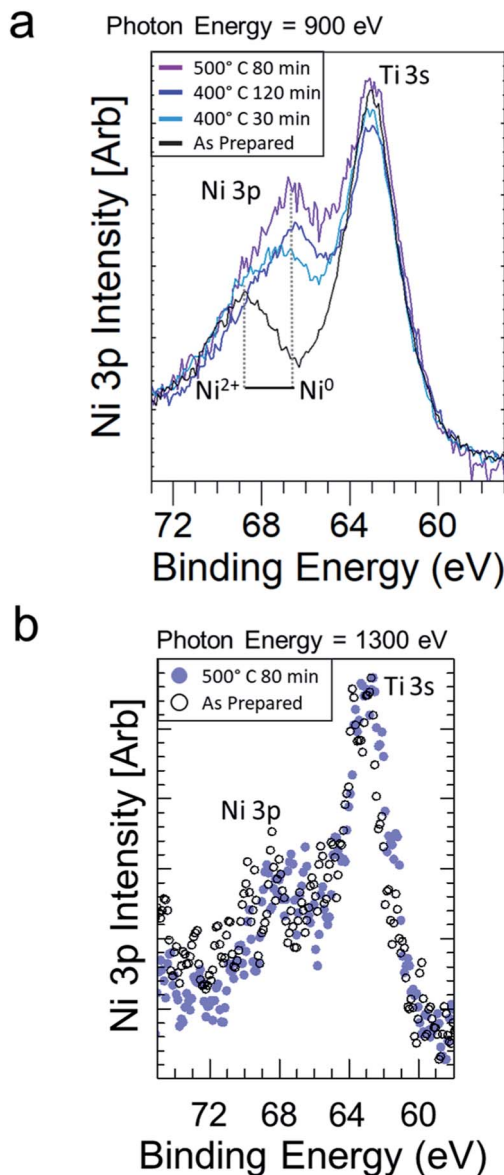 a
Photon Energy = 900 eV
500° C 80 min
400° C 120 min
400° C 30 min
As Prepared
Ti 3s
Ni 3p
Ni²⁺
Ni⁰
Ni 3p Intensity [Arb]
72 68 64 60
Binding Energy (eV)
b
Photon Energy = 1300 eV
500° C 80 min
As Prepared
Ti 3s
Ni 3p
Ni 3p Intensity [Arb]
72 68 64 60
Binding Energy (eV)